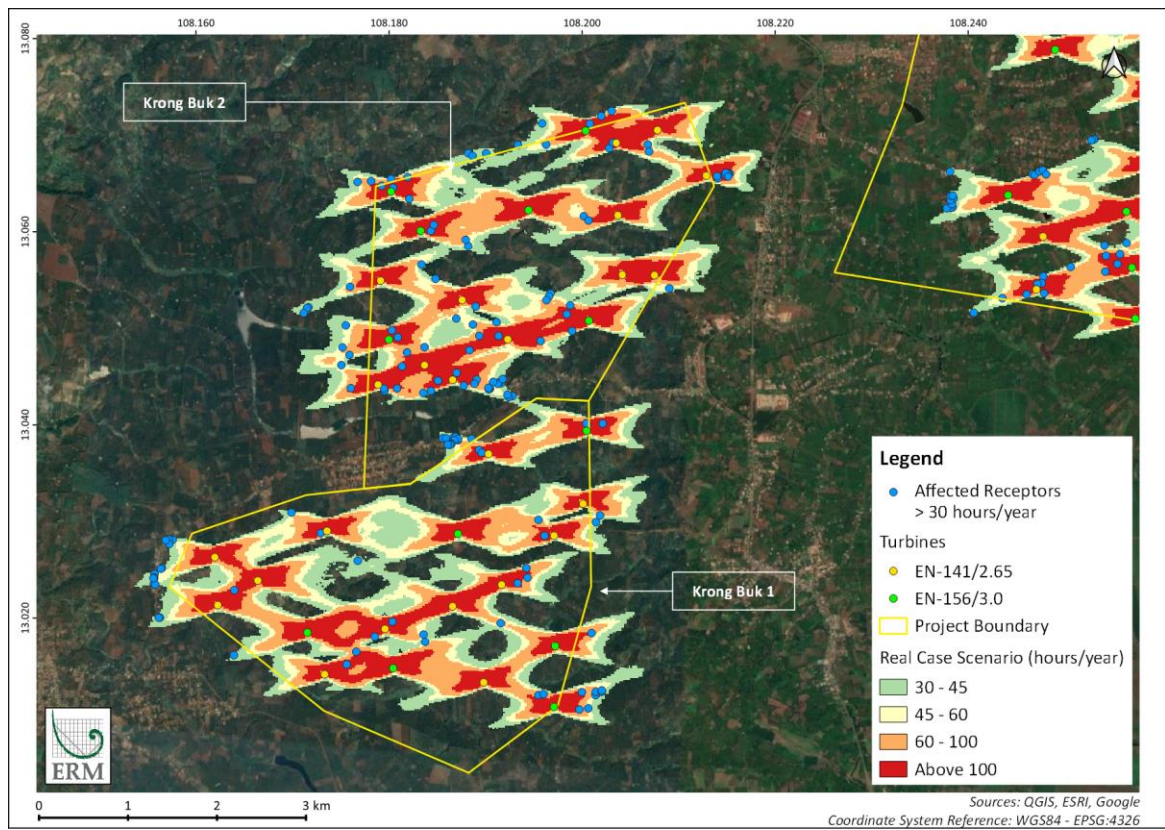 108.160
108.180
108.200
108.220
108.240
13.080
13.060
13.040
13.020
Krong Buk 2
Krong Buk 1
Legend
Affected Receptors
> 30 hours/year
Turbines
EN-141/2.65
EN-156/3.0
Project Boundary
Real Case Scenario (hours/year)
30 - 45
45 - 60
60 - 100
Above 100
ERM
0 1 2 3 km
Sources: QGIS, ESRI, Google
Coordinate System Reference: WGS84 - EPSG:4326